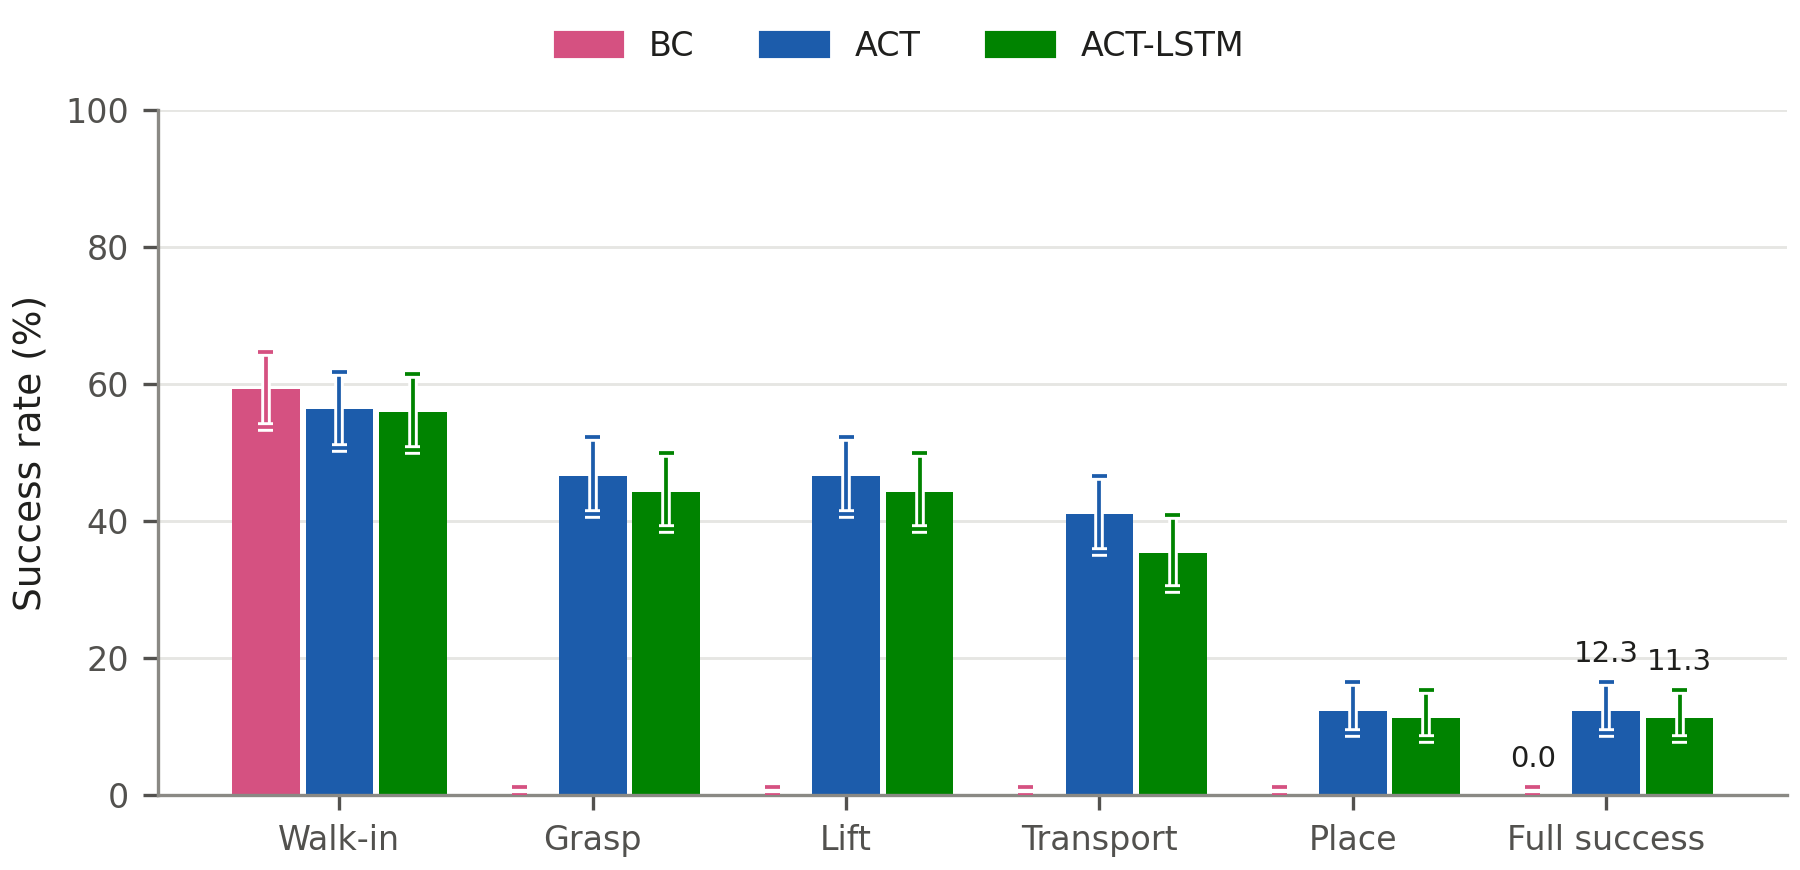 BC ACT ACT-LSTM
Success rate (%)
100
80
60
40
20
0
12.3 11.3
0.0
Walk-in Grasp Lift Transport Place Full success